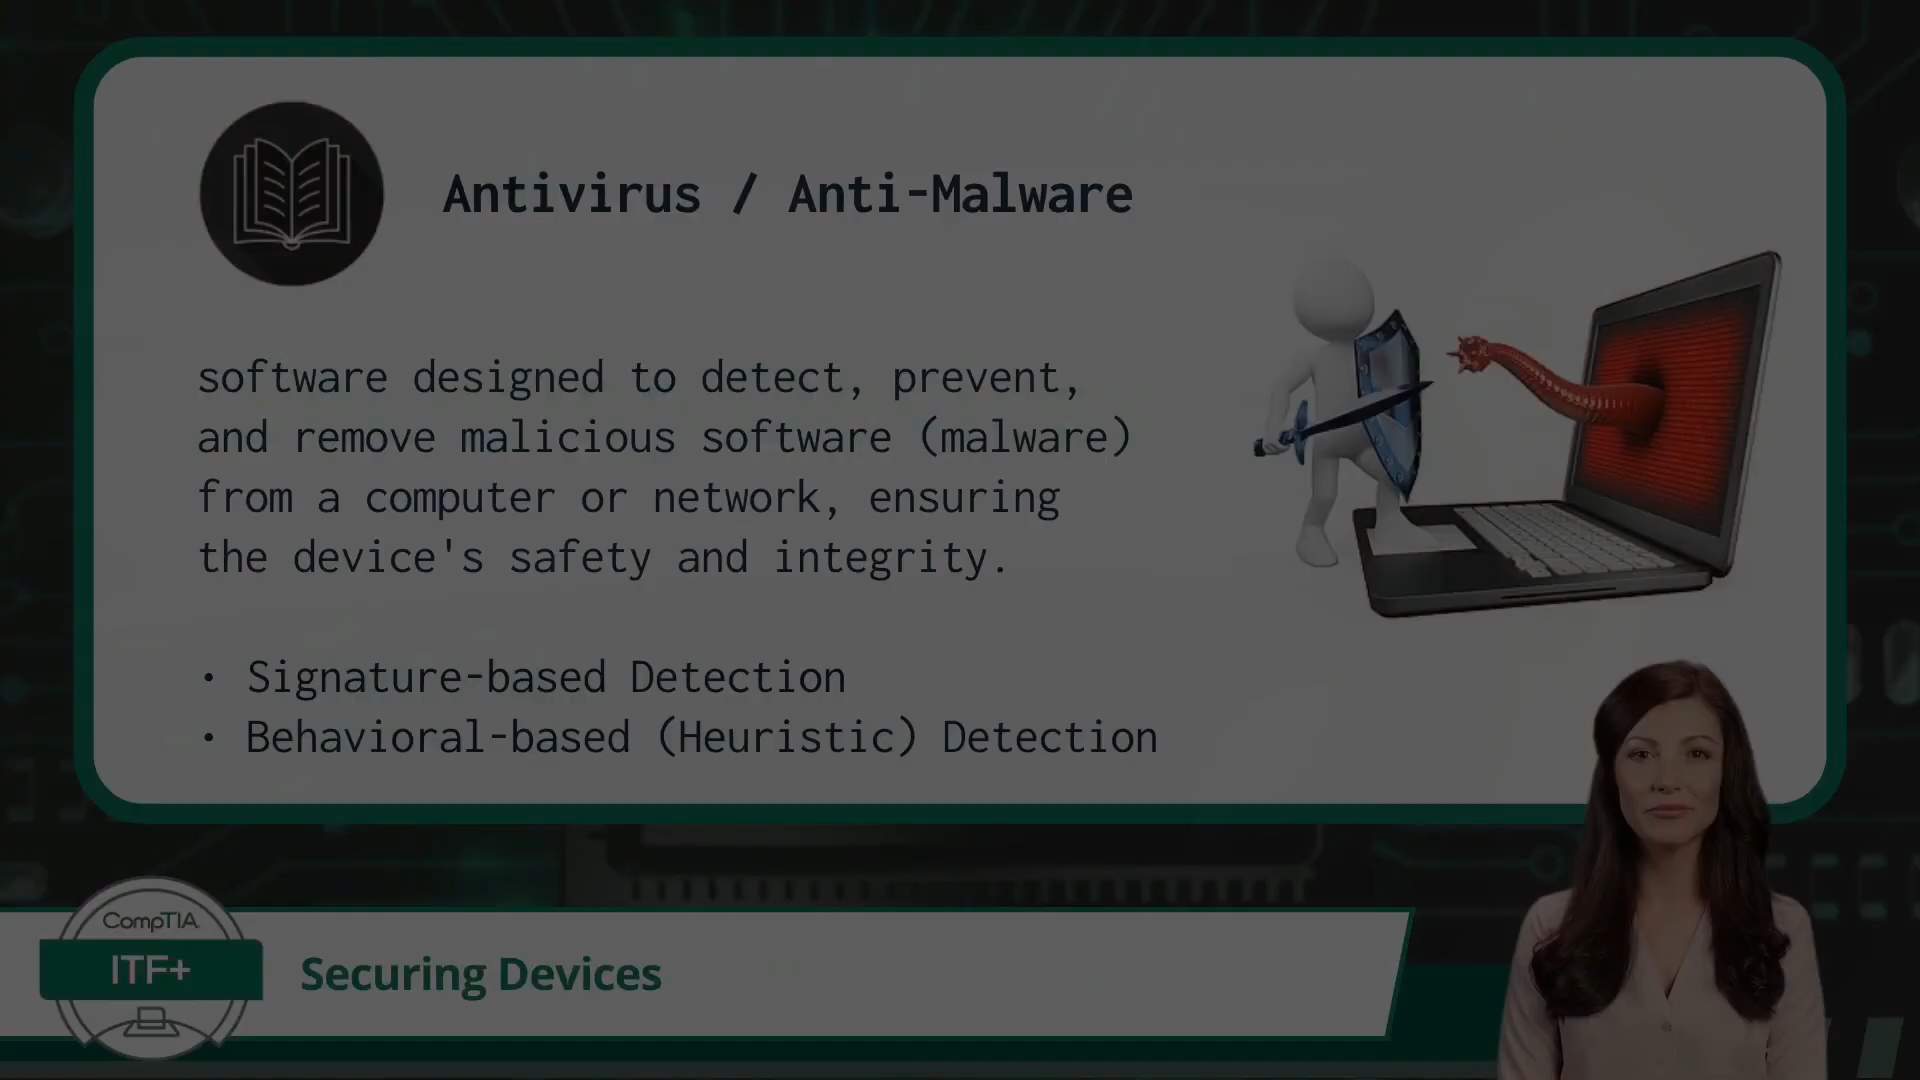 Antivirus / Anti-Malware
software designed to detect, prevent,
and remove malicious software (malware)
from a computer or network, ensuring
the device's safety and integrity.
• Signature-based Detection
• Behavioral-based (Heuristic) Detection
CompTIA
ITF+
Securing Devices